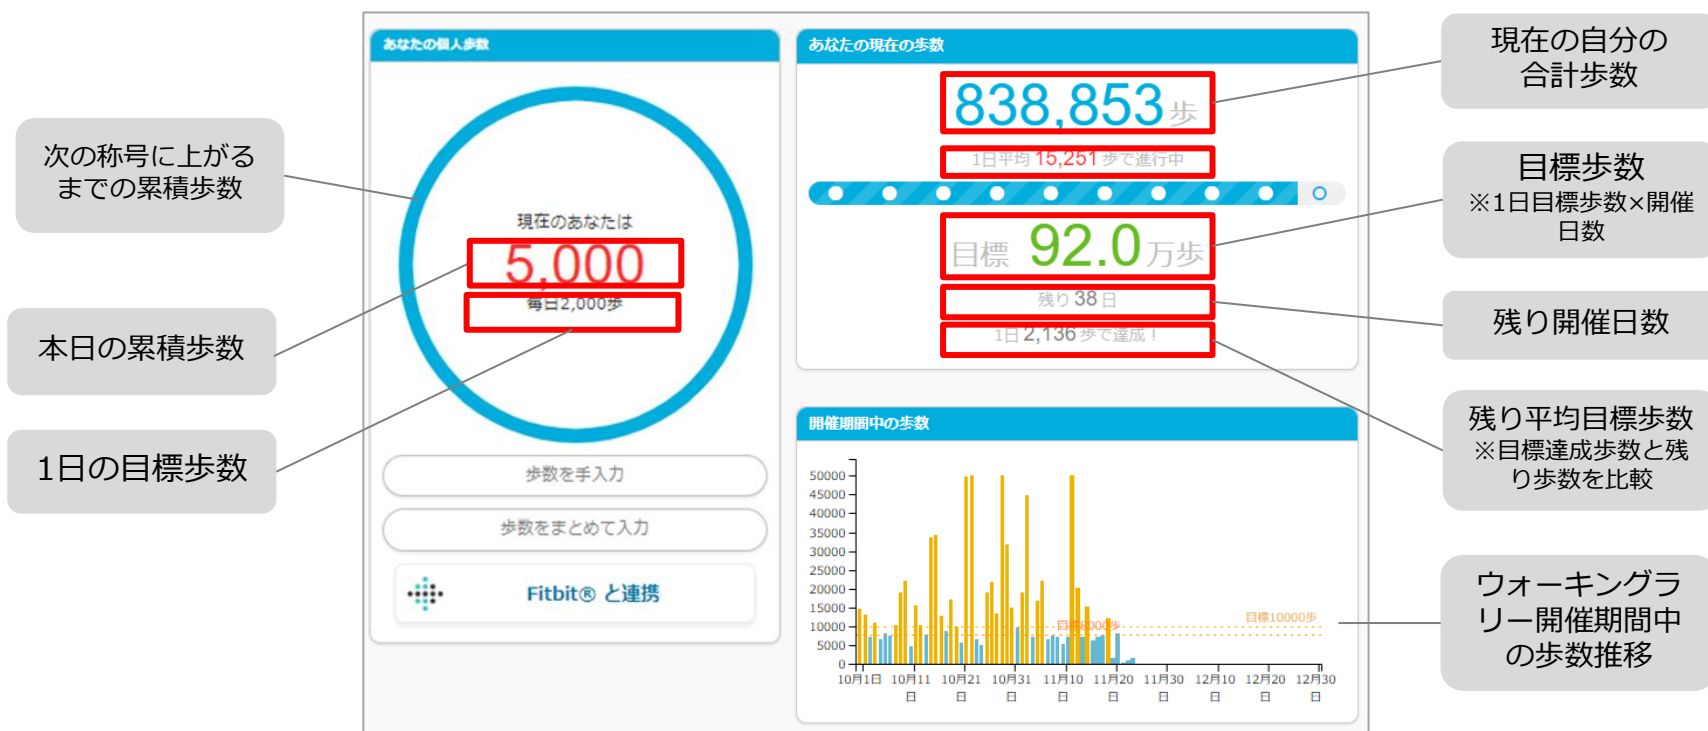 次の称号に上がる
までの累積歩数
本日の累積歩数
1日の目標歩数
あなたの個人歩数
現在のあなたは
5,000
毎日2,000歩
歩数を手入力
歩数をまとめて入力
Fitbit® と連携
あなたの現在の歩数
838,853歩
1日平均 15,251 歩で進行中
目標 92.0万歩
残り 38 日
1日 2,136 歩で達成！
開催期間中の歩数
50000
45000
40000
35000
30000
25000
20000
15000
10000
5000
0
目標10000歩
目標8000歩
10月1日 10月11日 10月21日 10月31日 11月10日 11月20日 11月30日 12月10日 12月20日 12月30日
現在の自分の
合計歩数
目標歩数
※1日目標歩数×開催
日数
残り開催日数
残り平均目標歩数
※目標達成歩数と残
り歩数を比較
ウォーキングラ
リー開催期間中
の歩数推移